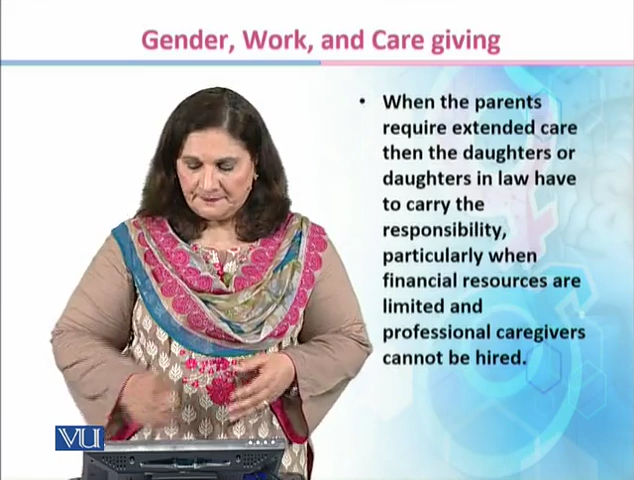 Gender, Work, and Care giving
• When the parents
require extended care
then the daughters or
daughters in law have
to carry the
responsibility,
particularly when
financial resources are
limited and
professional caregivers
cannot be hired.
VU